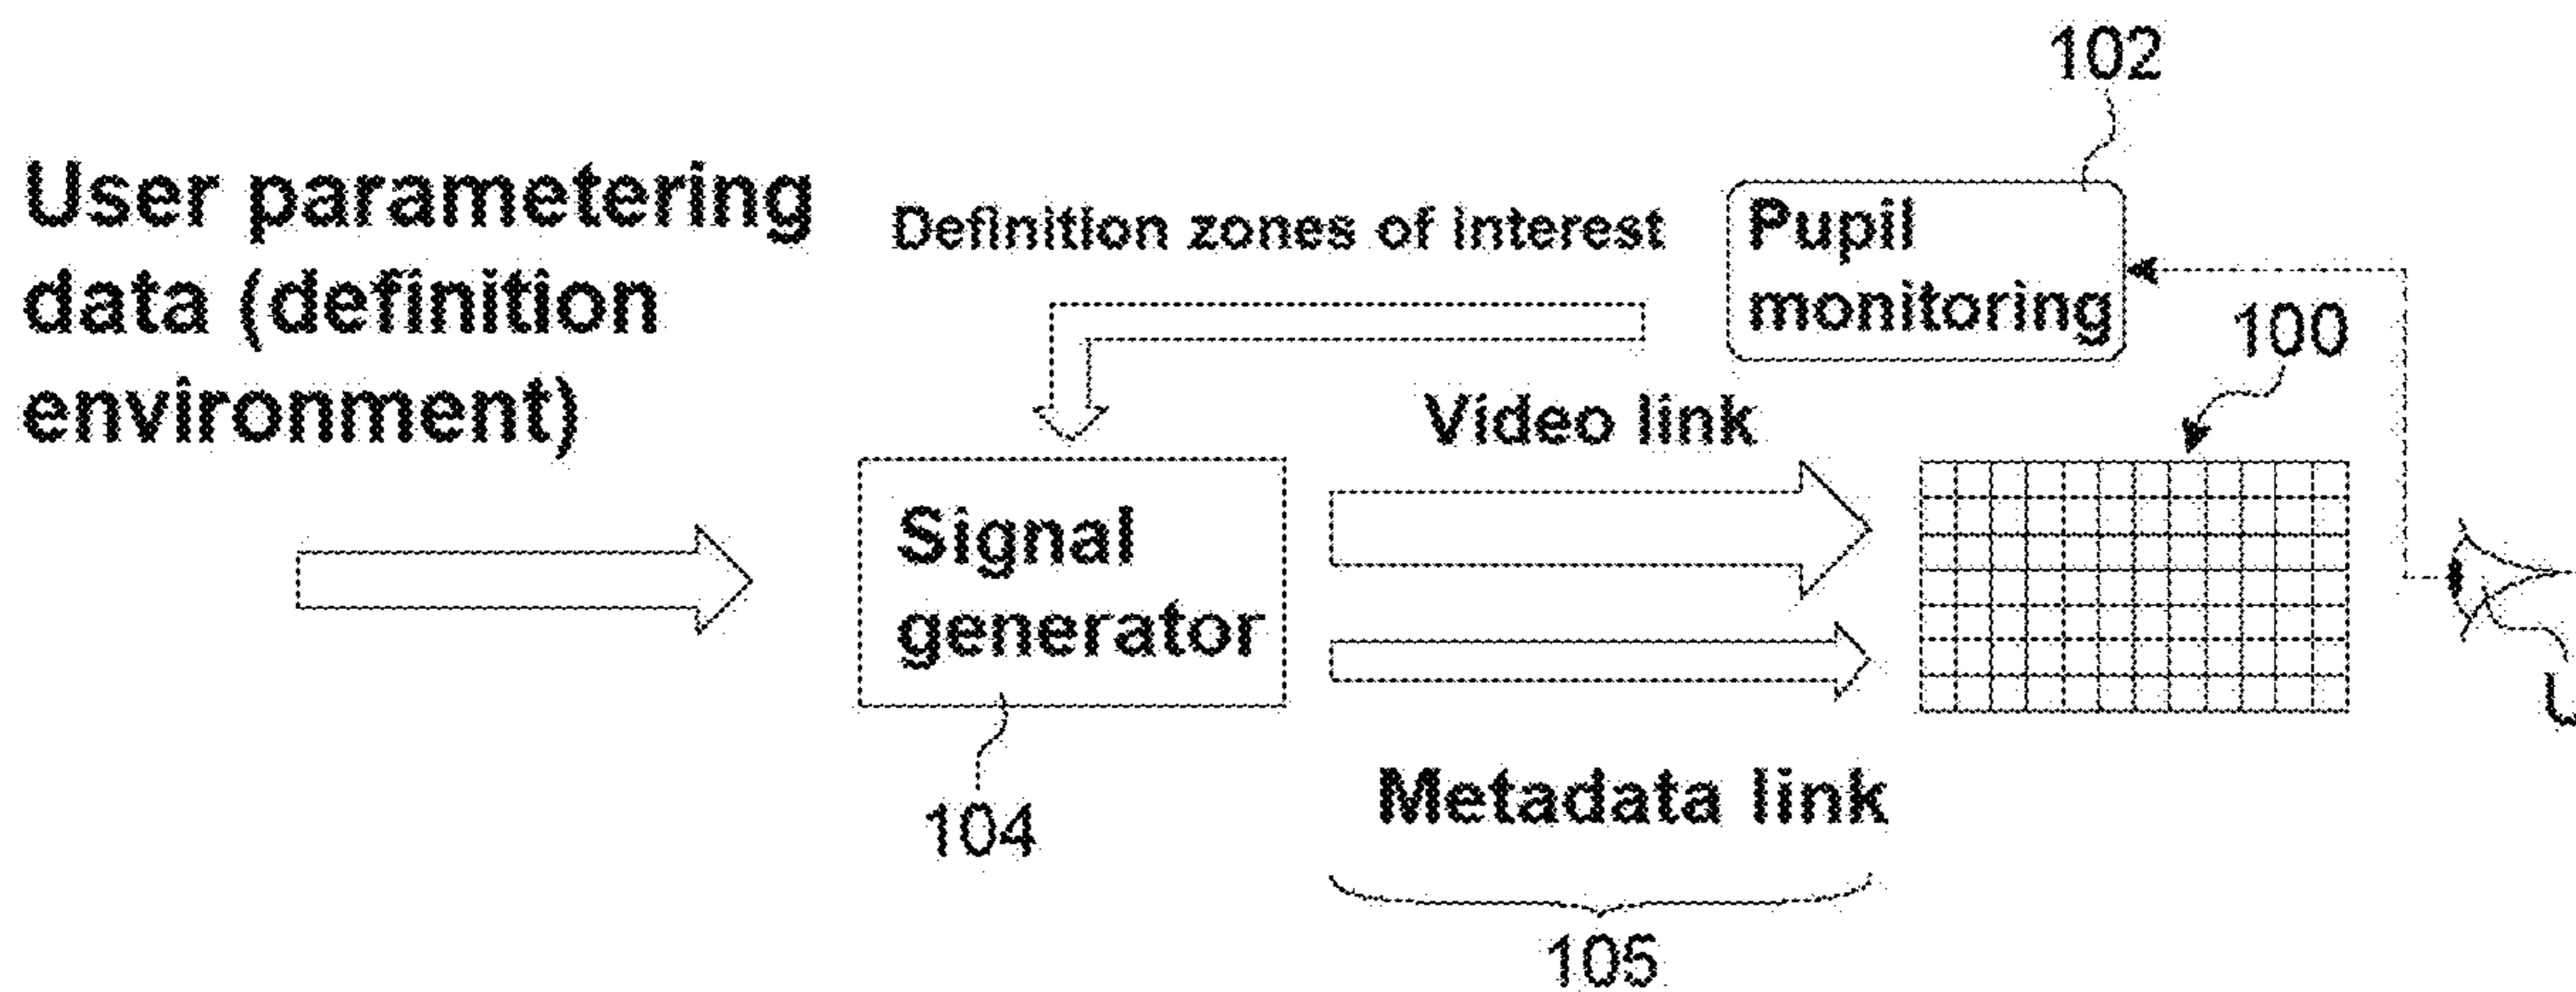 102
User parametering
data (definition
environment)
Definition zones of interest
Pupil
monitoring
100
Video link
Signal
generator
U
Metadata link
104
105